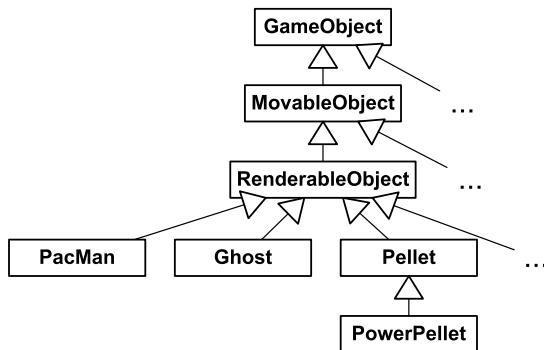 GameObject
MovableObject
...
RenderableObject
...
PacMan
Ghost
Pellet
...
PowerPellet